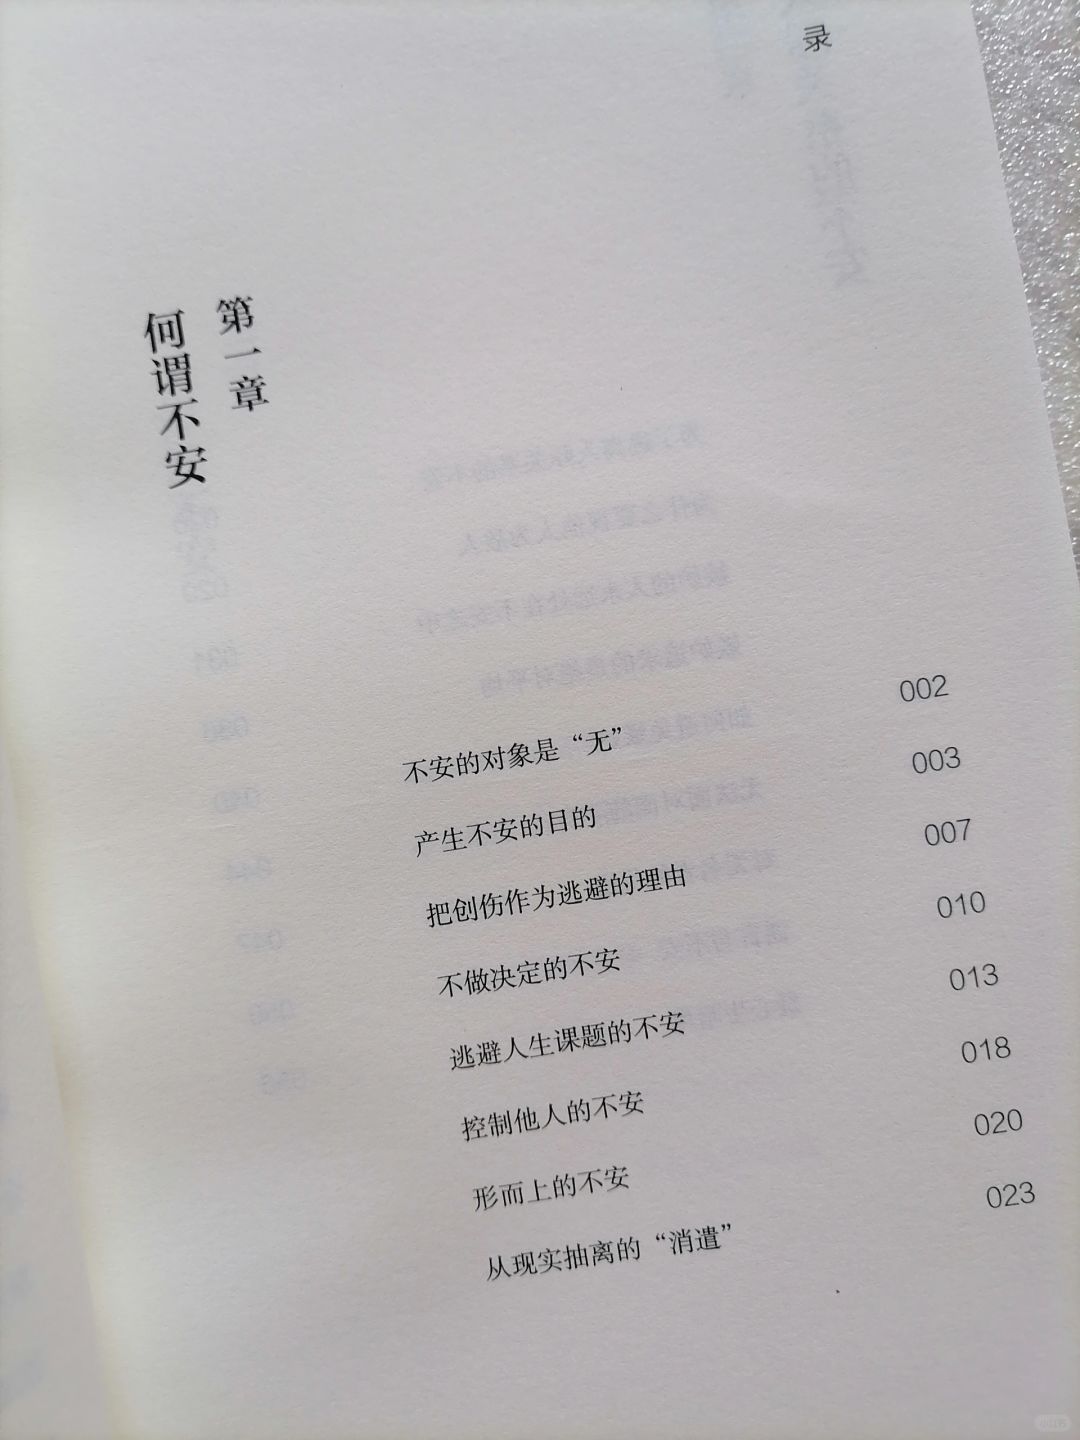 录
第一章
何谓不安
不安的对象是“无” 002
产生不安的目的 003
把创伤作为逃避的理由 007
不做决定的不安 010
逃避人生课题的不安 013
控制他人的不安 018
形而上的不安 020
从现实抽离的“消遣” 023
小红书